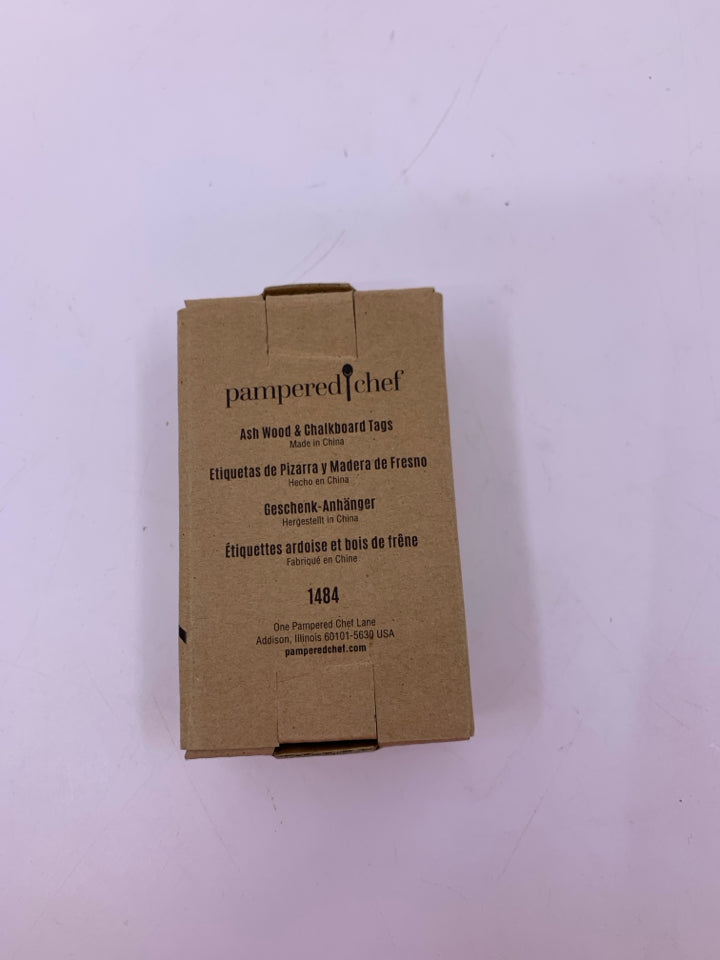 pampered chef
Ash Wood & Chalkboard Tags
Made in China
Etiquetas de Pizarra y Madera de Fresno
Hecho en China
Geschenk-Anhänger
Hergestellt in China
Étiquettes ardoise et bois de frêne
Fabriqué en Chine
1484
One Pampered Chef Lane
Addison, Illinois 60101-5630 USA
pamperedchef.com